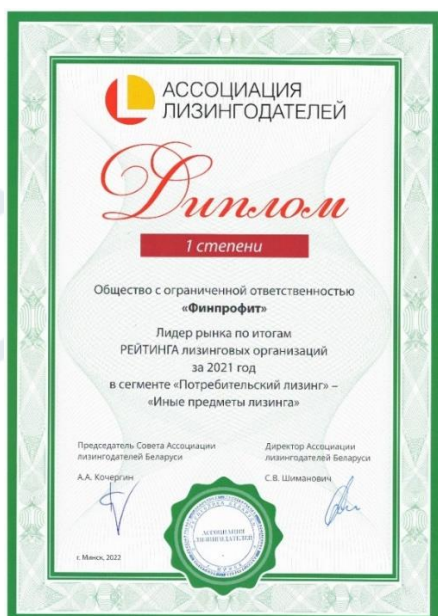 АССОЦИАЦИЯ
ЛИЗИНГОДАТЕЛЕЙ
Диплом
1 степени
Общество с ограниченной ответственностью
«Финпрофит»
Лидер рынка по итогам
РЕЙТИНГА лизинговых организаций
за 2021 год
в сегменте «Потребительский лизинг» –
«Иные предметы лизинга»
Председатель Совета Ассоциации
лизингодателей Беларуси
А.А. Кочергин
Директор Ассоциации
лизингодателей Беларуси
С.В. Шиманович
АССОЦИАЦИЯ
ЛИЗИНГОДАТЕЛЕЙ
г. Минск, 2022